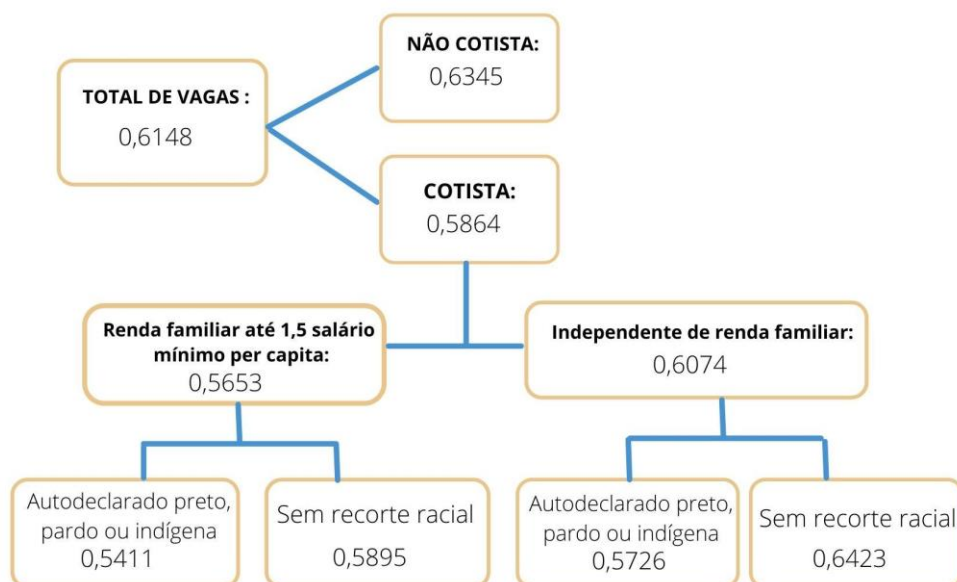 NÃO COTISTA:
0,6345
TOTAL DE VAGAS :
0,6148
COTISTA:
0,5864
Renda familiar até 1,5 salário
mínimo per capita:
0,5653
Independente de renda familiar:
0,6074
Autodeclarado preto,
pardo ou indígena
0,5411
Sem recorte racial
0,5895
Autodeclarado preto,
pardo ou indígena
0,5726
Sem recorte racial
0,6423